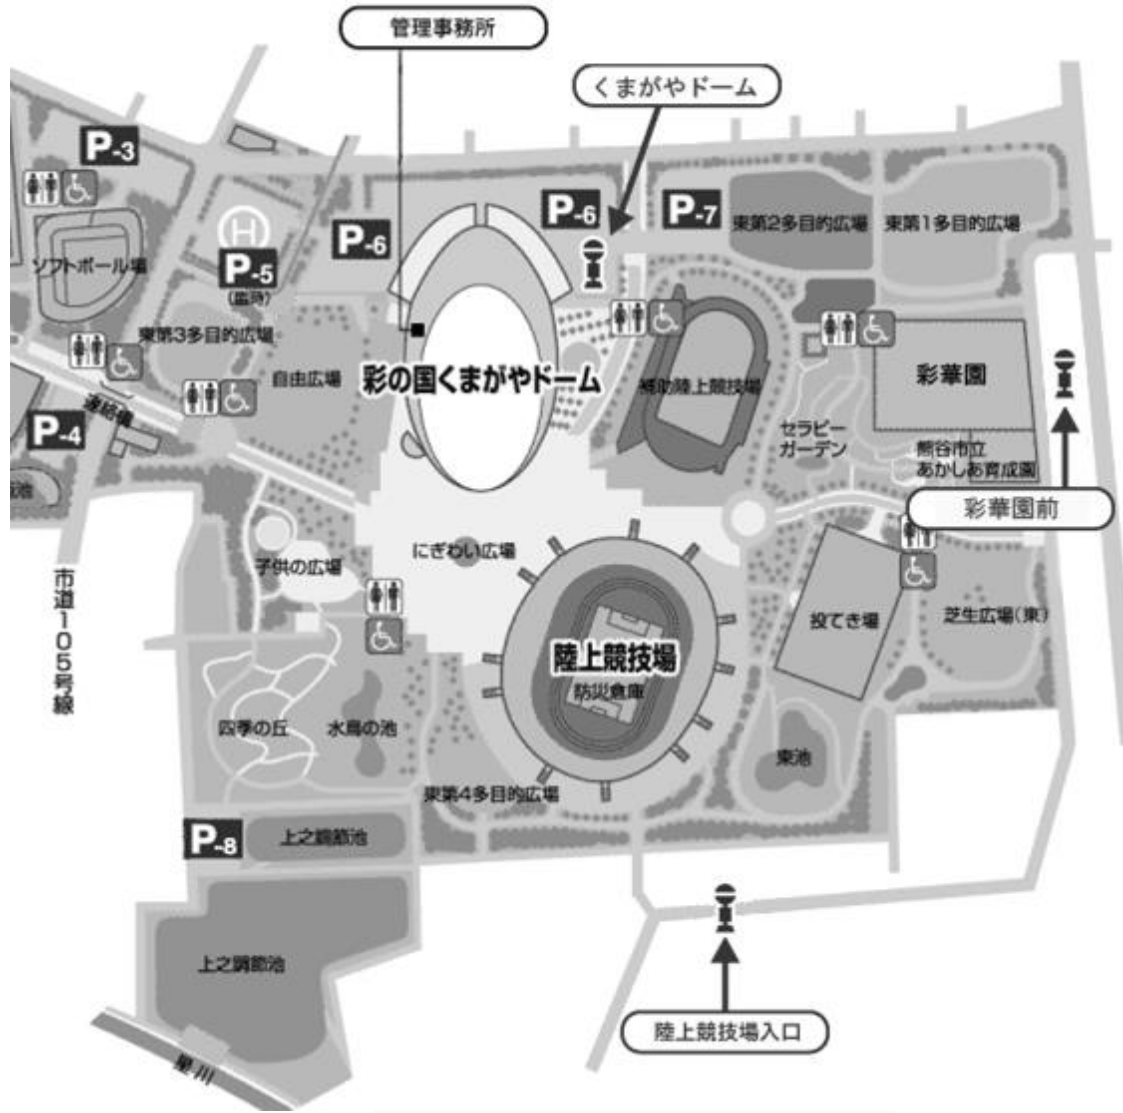 管理事務所
くまがやドーム
P-3
ソフトボール場
H
P-5
(臨時)
P-6
P-6
P-7
東第2多目的広場
東第1多目的広場
東第3多目的広場
自由広場
彩の国くまがやドーム
補助陸上競技場
彩華園
セラピー
ガーデン
熊谷市立
あかしあ育成園
彩華園前
連絡橋
P-4
池
市道105号線
子供の広場
にぎわい広場
陸上競技場
防災倉庫
投てき場
芝生広場(東)
四季の丘
水鳥の池
東第4多目的広場
東池
P-8
上之調節池
上之調節池
星川
陸上競技場入口